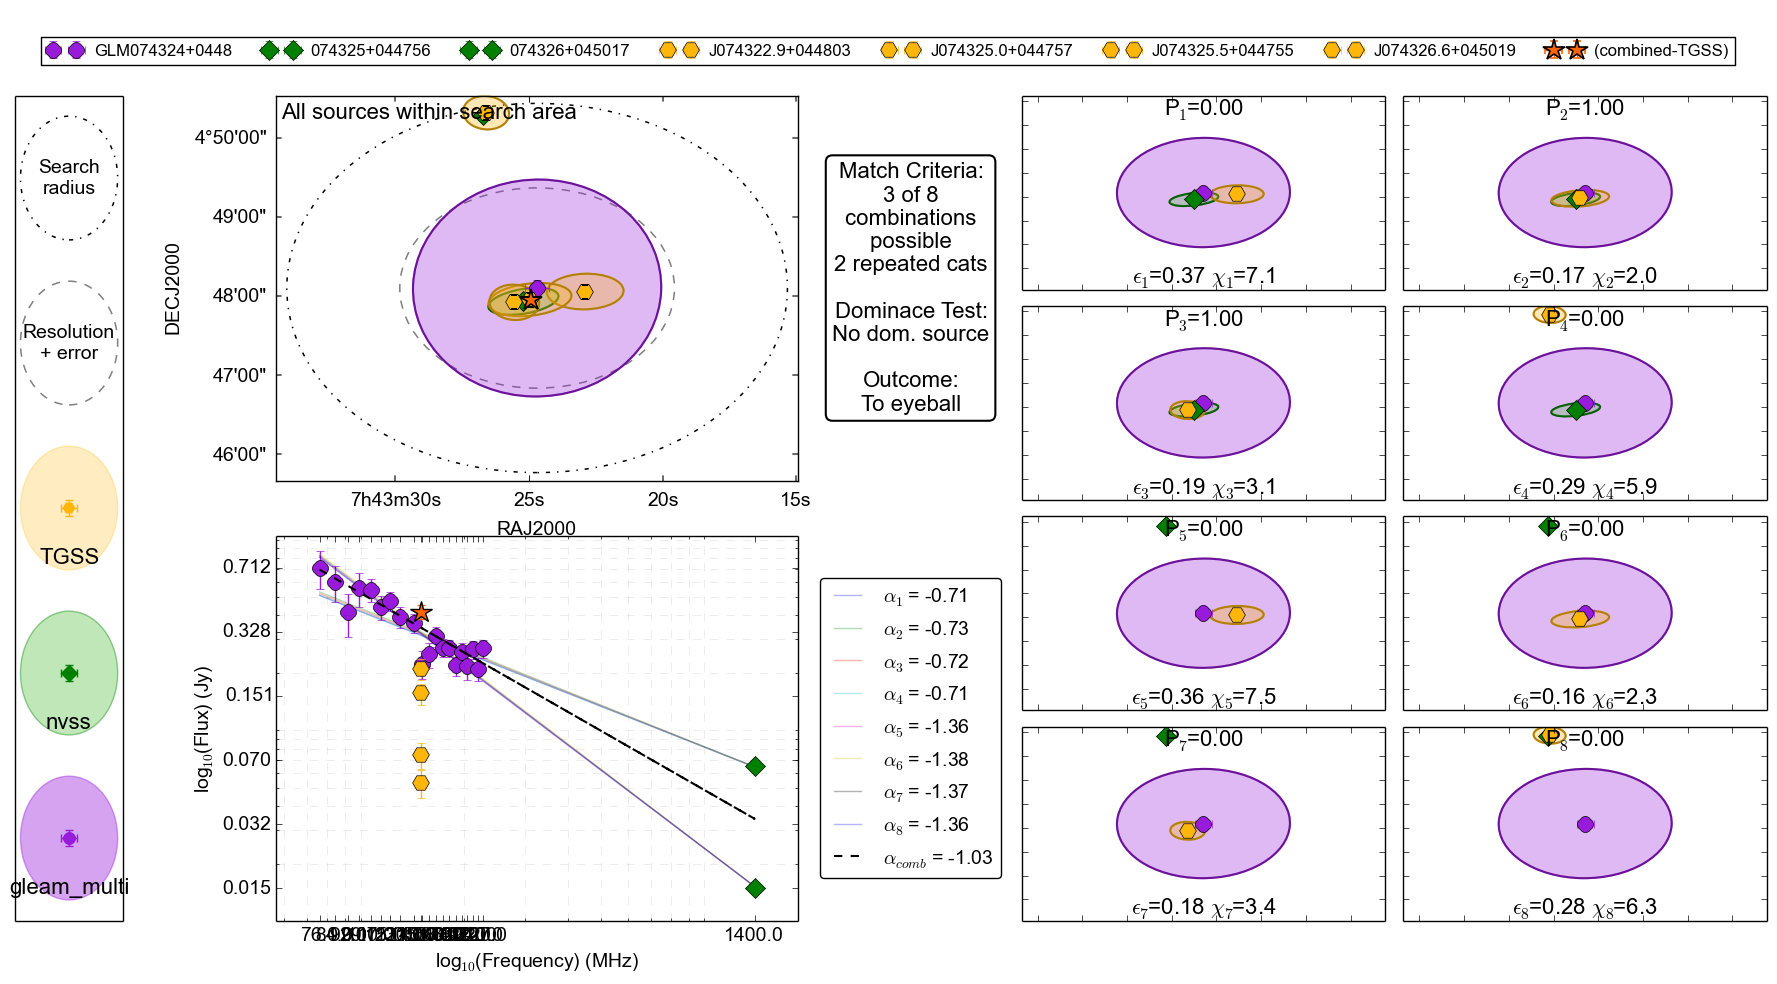 GLM074324+0448 074325+044756 074326+045017 J074322.9+044803 J074325.0+044757 J074325.5+044755 J074326.6+045019 (combined-TGSS)
Search
radius
Resolution
+ error
TGSS
nvss
gleam_multi
All sources within search area
DECJ2000
4°50'00"
49'00"
48'00"
47'00"
46'00"
7h43m30s 25s 20s 15s
RAJ2000
Match Criteria:
3 of 8
combinations
possible
2 repeated cats
Dominace Test:
No dom. source
Outcome:
To eyeball
log10(Flux) (Jy)
0.712
0.328
0.151
0.070
0.032
0.015
1400.0
log10(Frequency) (MHz)
α1 = -0.71
α2 = -0.73
α3 = -0.72
α4 = -0.71
α5 = -1.36
α6 = -1.38
α7 = -1.37
α8 = -1.36
αcomb = -1.03
P1=0.00
ϵ1=0.37 χ1=7.1
P2=1.00
ϵ2=0.17 χ2=2.0
P3=1.00
ϵ3=0.19 χ3=3.1
P4=0.00
ϵ4=0.29 χ4=5.9
P5=0.00
ϵ5=0.36 χ5=7.5
P6=0.00
ϵ6=0.16 χ6=2.3
P7=0.00
ϵ7=0.18 χ7=3.4
P8=0.00
ϵ8=0.28 χ8=6.3